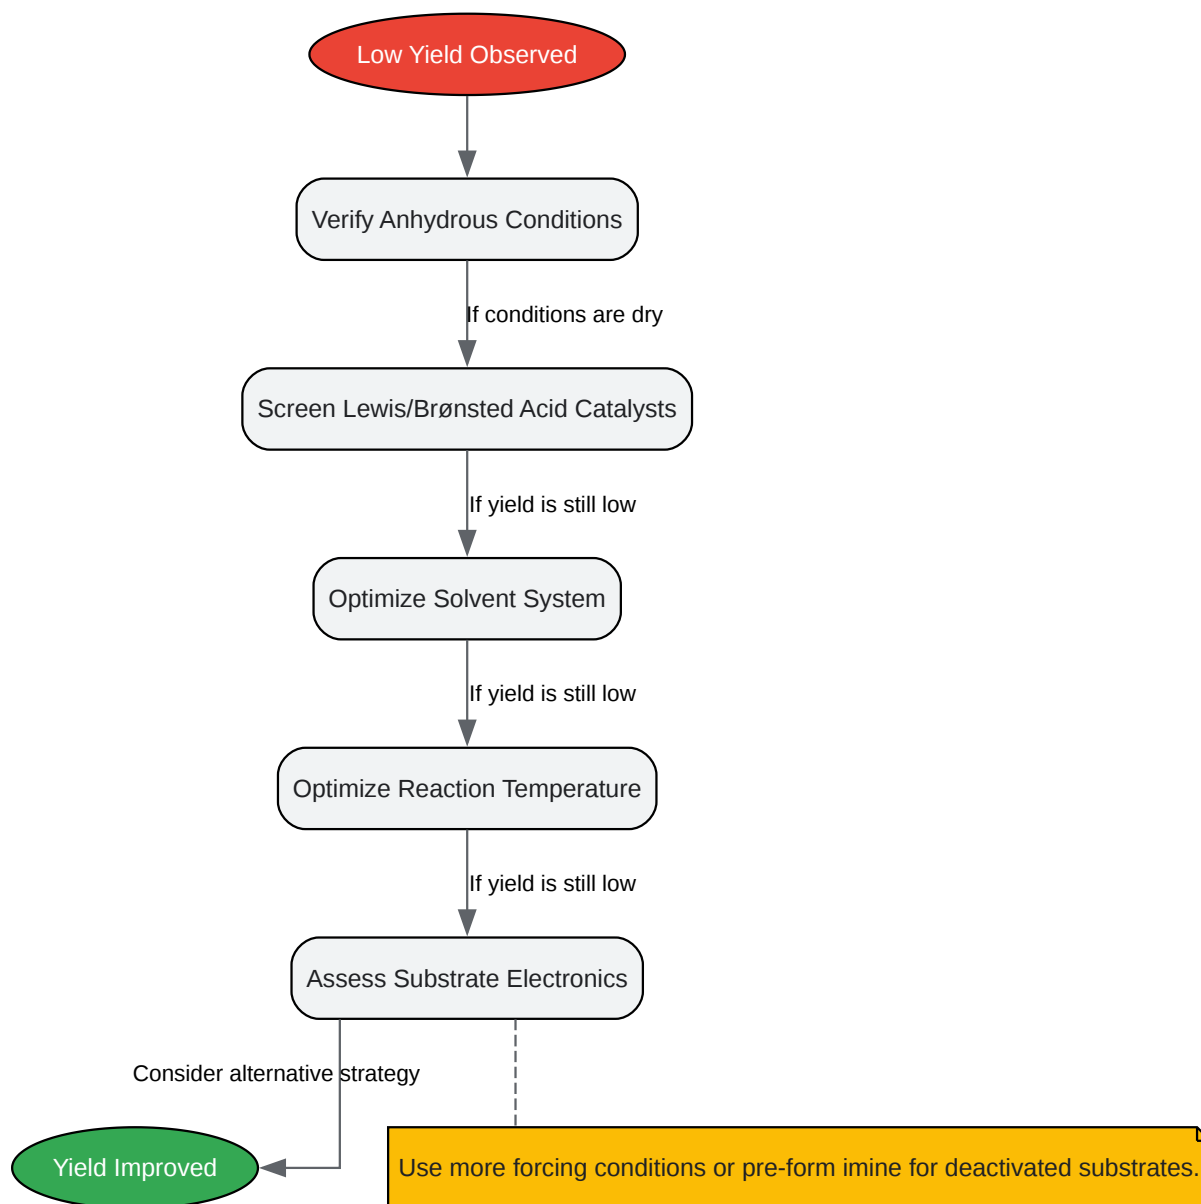 Low Yield Observed
Verify Anhydrous Conditions
If conditions are dry
Screen Lewis/Brønsted Acid Catalysts
If yield is still low
Optimize Solvent System
If yield is still low
Optimize Reaction Temperature
If yield is still low
Assess Substrate Electronics
Consider alternative strategy
Yield Improved
Use more forcing conditions or pre-form imine for deactivated substrates.